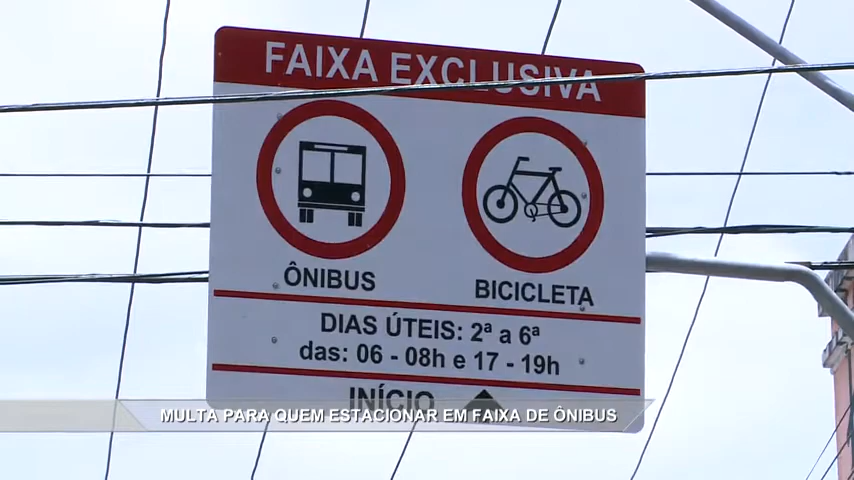 FAIXA EXCLUSIVA
ÔNIBUS
BICICLETA
DIAS ÚTEIS: 2ª a 6ª
das: 06 - 08h e 17 - 19h
INÍCIO
MULTA PARA QUEM ESTACIONAR EM FAIXA DE ÔNIBUS